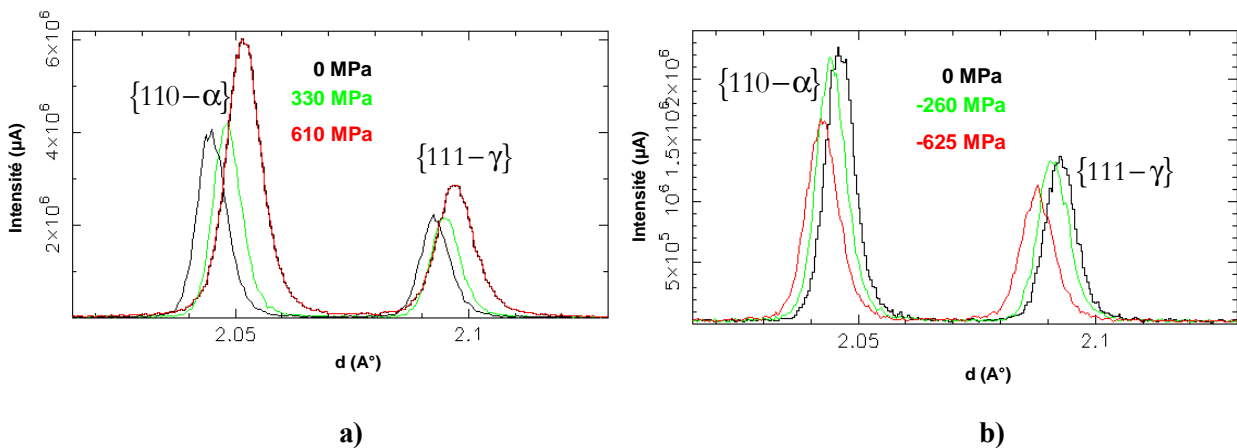 6×10⁶
4×10⁶
2×10⁶
Intensité (µA)
{110−α}
0 MPa
330 MPa
610 MPa
{111−γ}
2.05
2.1
d (A°)
a)
2×10⁶
1.5×10⁶
10⁶
5×10⁵
Intensité (µA)
{110−α}
0 MPa
-260 MPa
-625 MPa
{111−γ}
2.05
2.1
d (A°)
b)